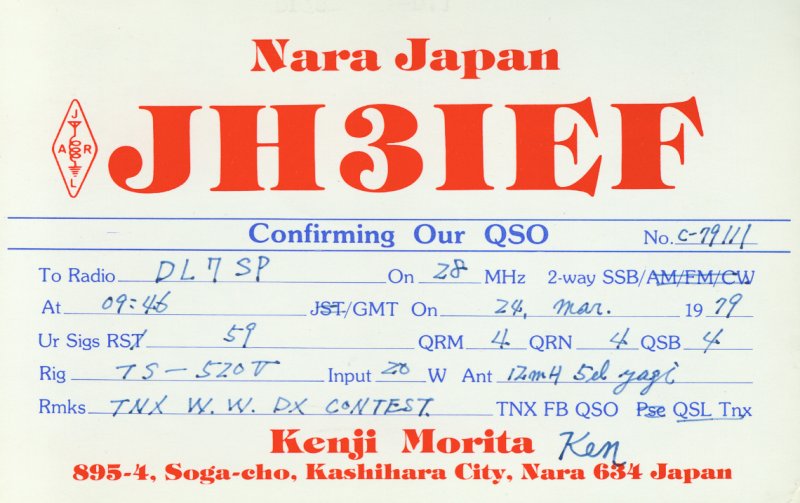 Nara Japan
JARL
JH3IEF
Confirming Our QSO No. C-79111
To Radio DL7SP On 28 MHz 2-way SSB/AM/FM/CW
At 09:46 JST/GMT On 24, Mar. 1979
Ur Sigs RST 59 QRM 4 QRN 4 QSB 4
Rig TS-520V Input 20 W Ant 12mH 5el yagi
Rmks TNX W.W. DX CONTEST. TNX FB QSO Pse QSL Tnx
Kenji Morita Ken
895-4, Soga-cho, Kashihara City, Nara 634 Japan